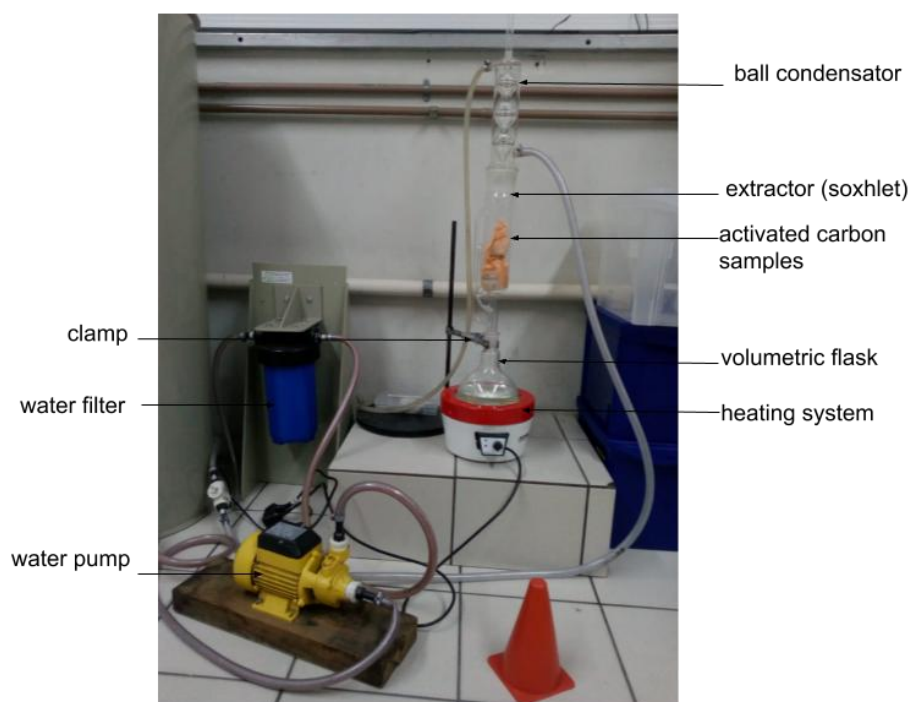 ball condensator
extractor (soxhlet)
activated carbon
samples
clamp
volumetric flask
water filter
heating system
water pump